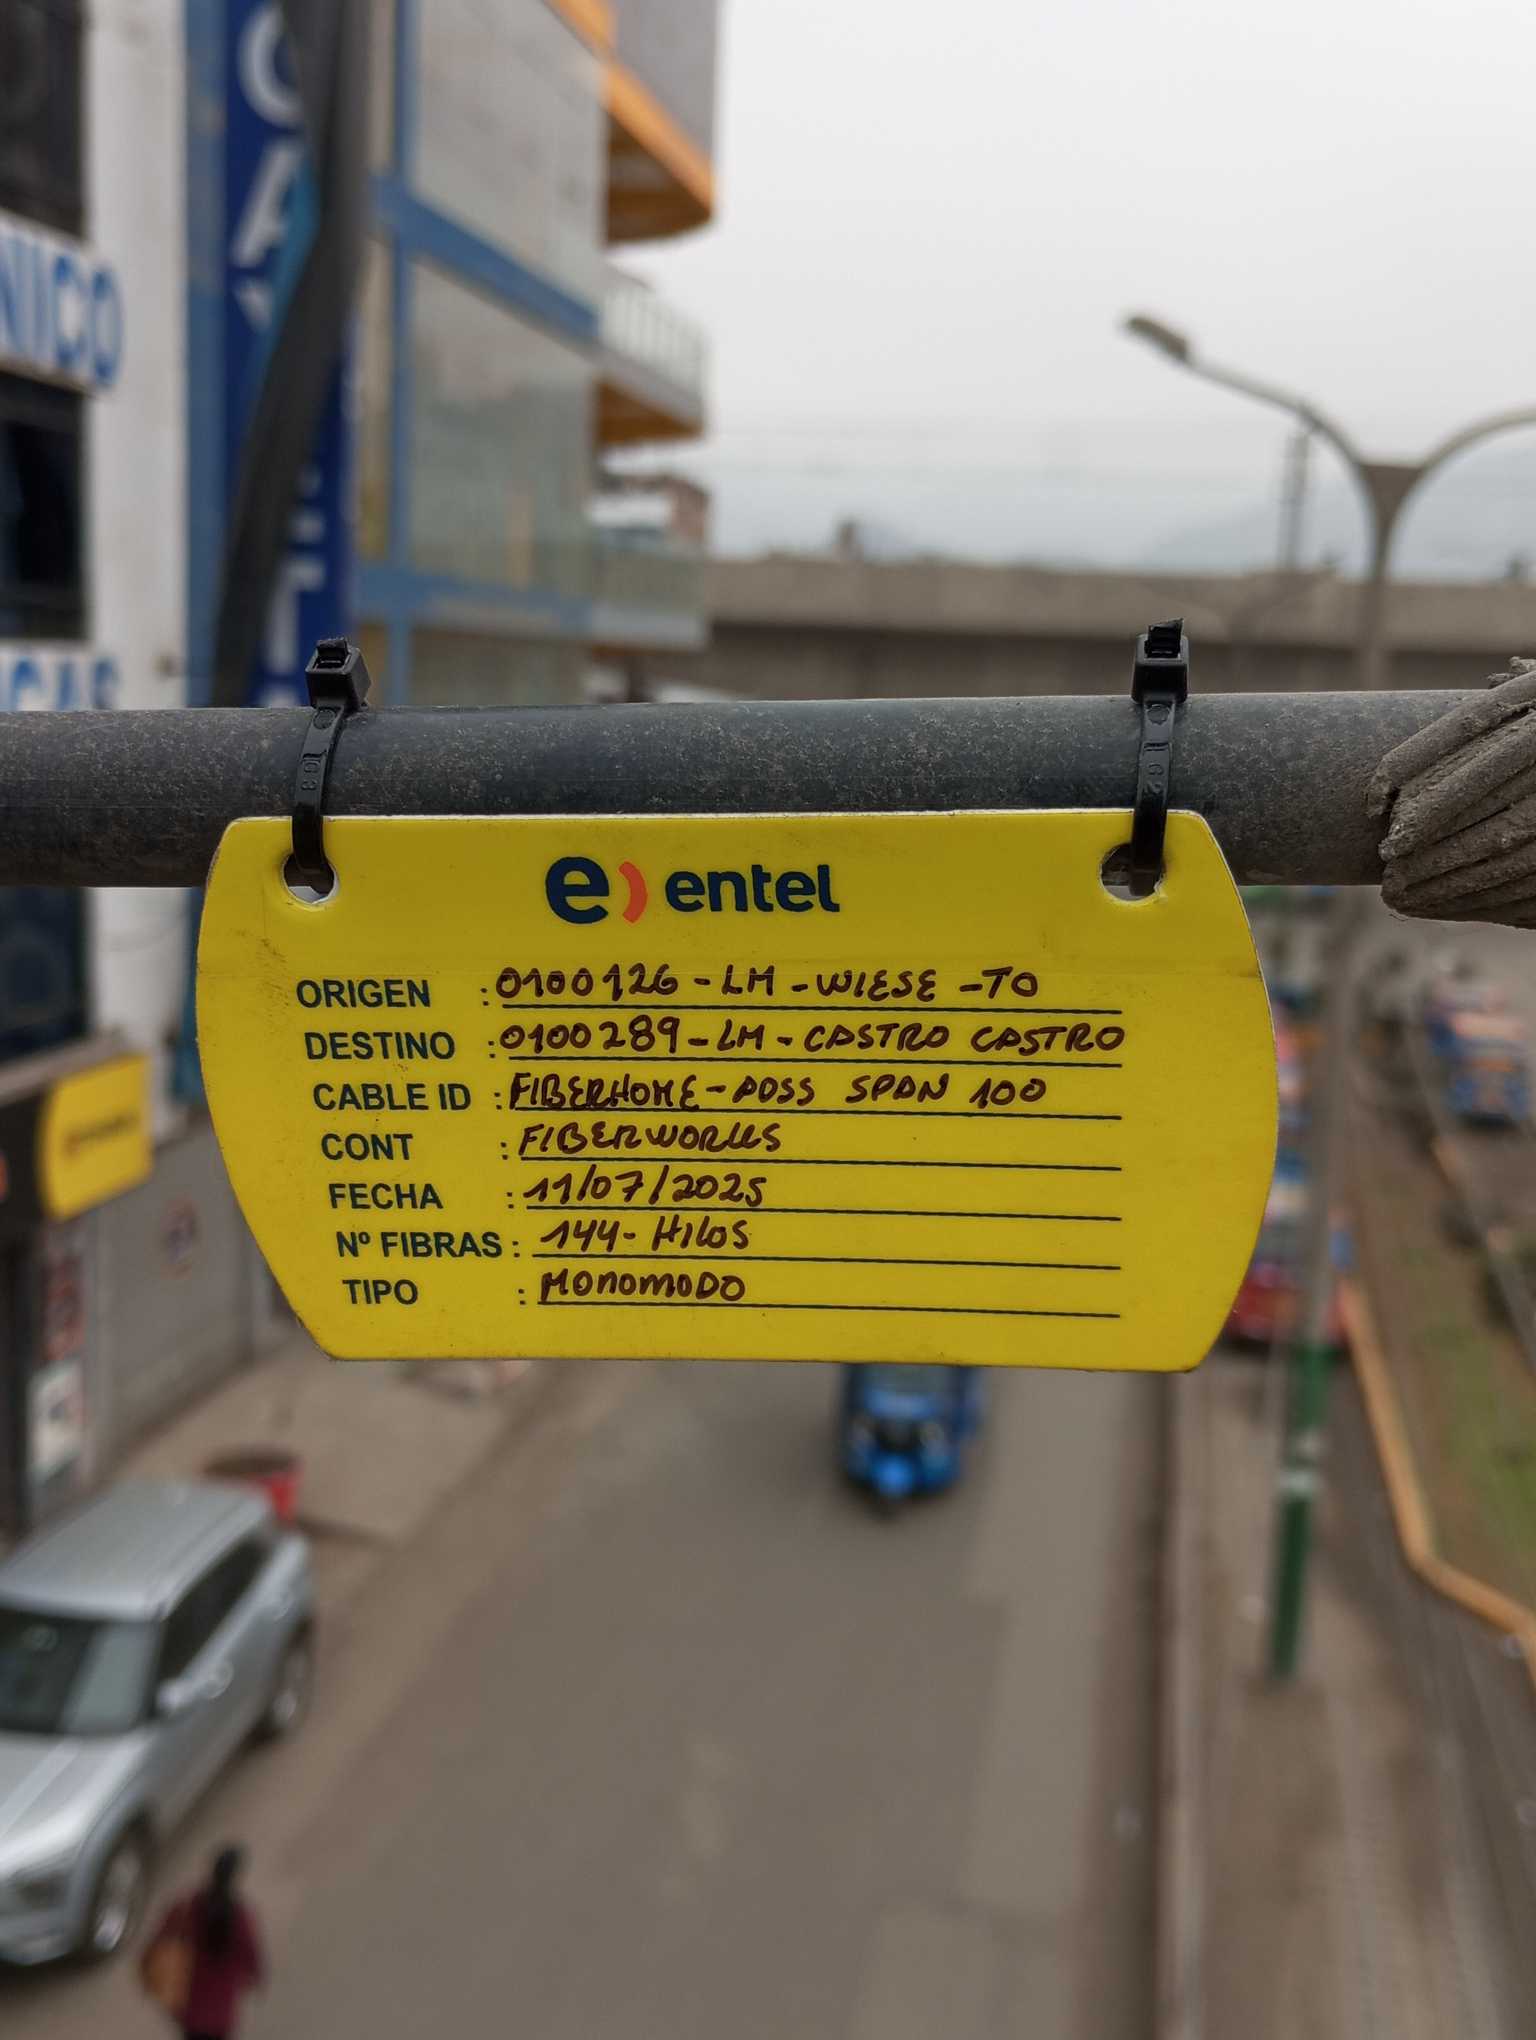 NICO
entel
ORIGEN : 0100126 - LM - WIESE - TO
DESTINO : 0100289 - LM - CASTRO CASTRO
CABLE ID : FIBERHOME - ADSS SPAN 100
CONT : FIBERWORKS
FECHA : 11/07/2025
Nº FIBRAS : 144 - HILOS
TIPO : MONOMODO